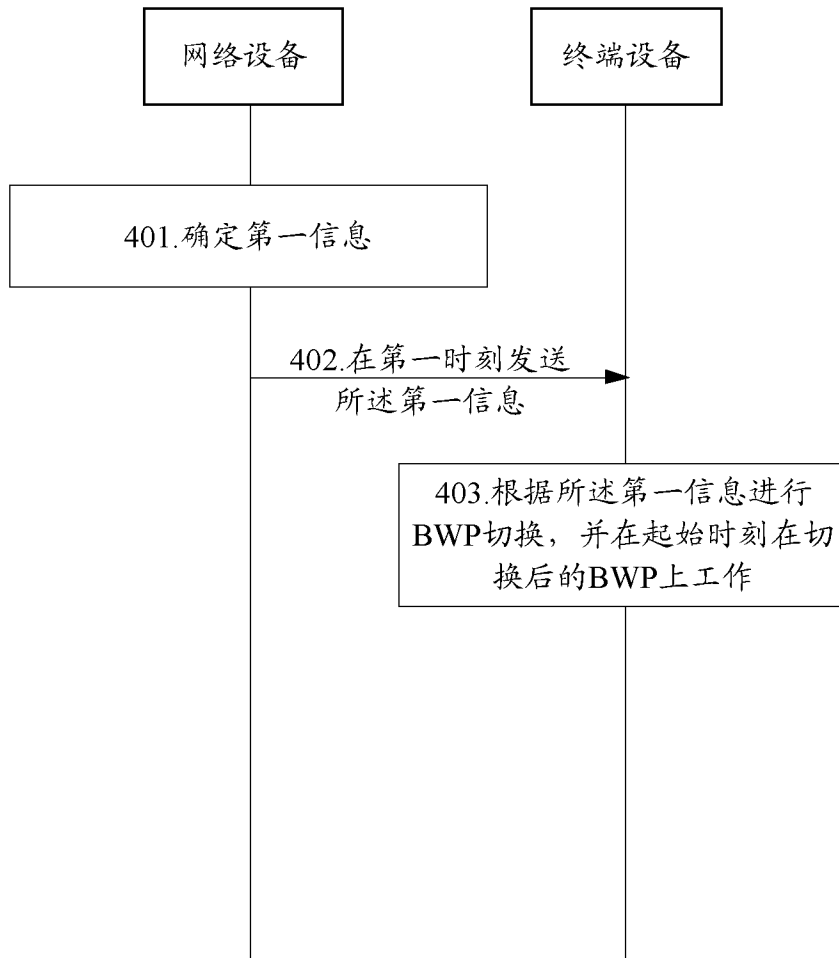 网络设备
终端设备
401.确定第一信息
402.在第一时刻发送
所述第一信息
403.根据所述第一信息进行
BWP切换，并在起始时刻在切
换后的BWP上工作